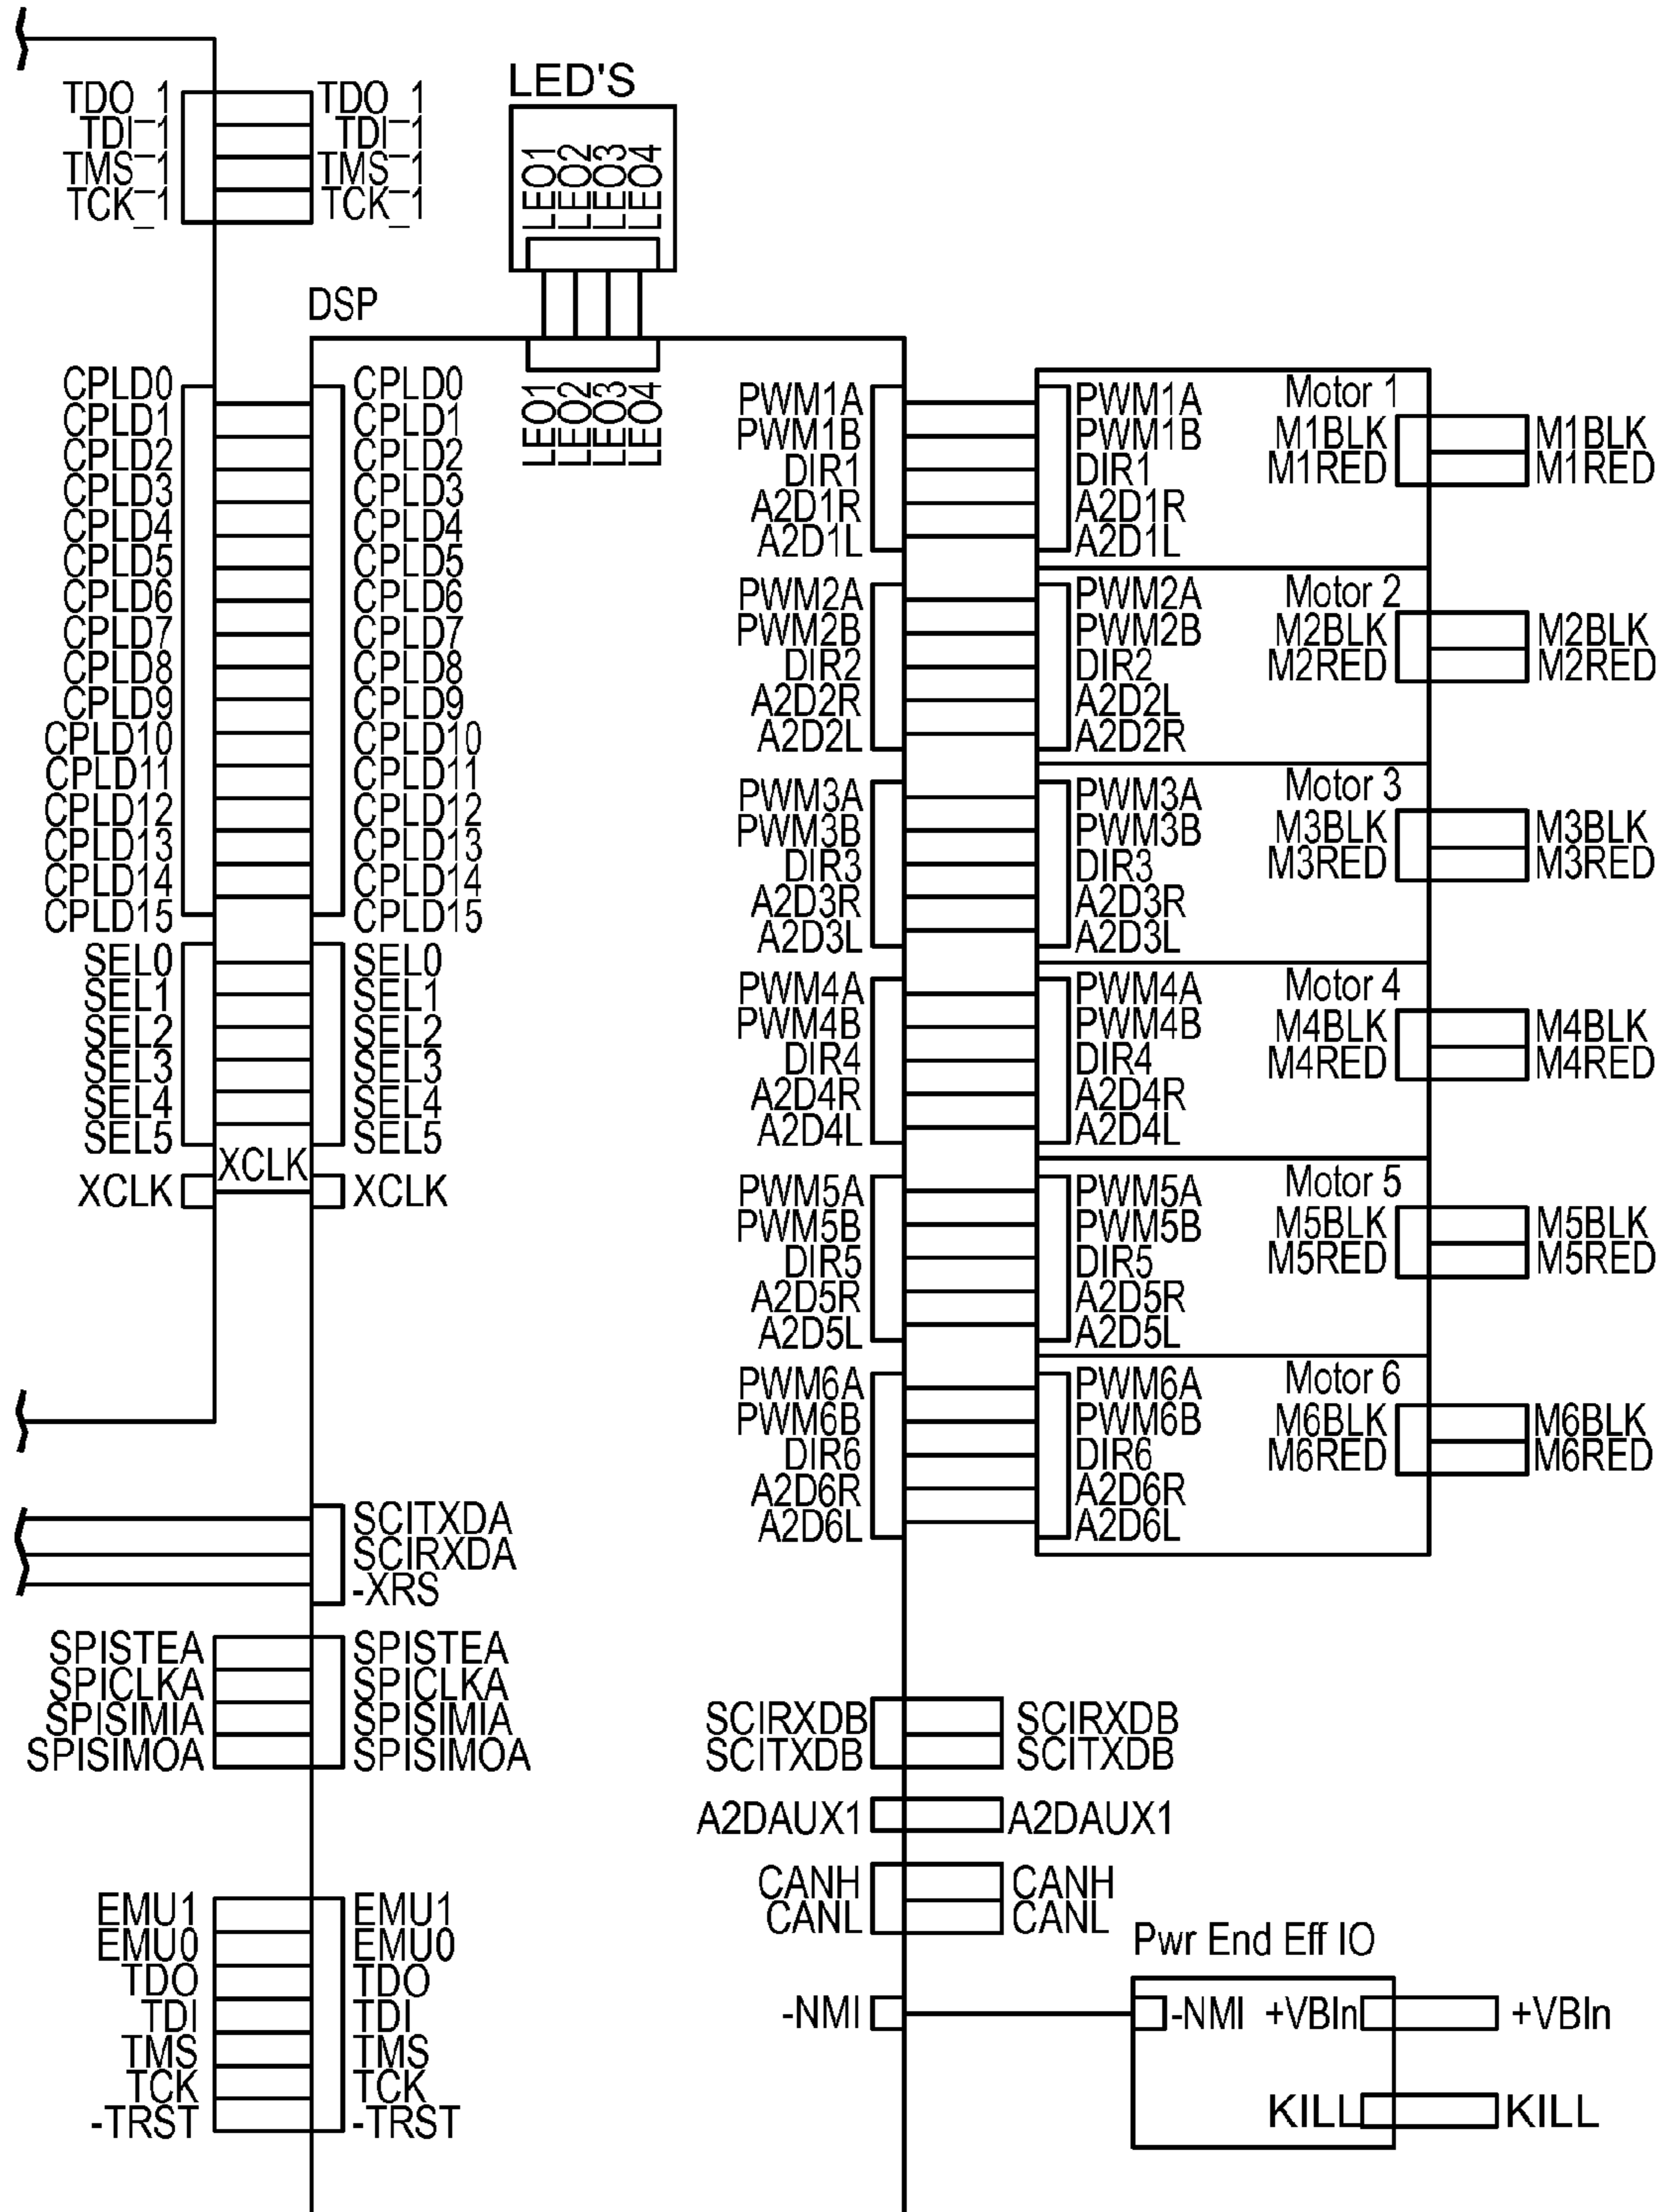 TDO_1
TDI_1
TMS_1
TCK_1
TDO_1
TDI_1
TMS_1
TCK_1
LED'S
LEO1
LEO2
LEO3
LEO4
DSP
LEO1
LEO2
LEO3
LEO4
CPLD0
CPLD1
CPLD2
CPLD3
CPLD4
CPLD5
CPLD6
CPLD7
CPLD8
CPLD9
CPLD10
CPLD11
CPLD12
CPLD13
CPLD14
CPLD15
SEL0
SEL1
SEL2
SEL3
SEL4
SEL5
XCLK
XCLK
CPLD0
CPLD1
CPLD2
CPLD3
CPLD4
CPLD5
CPLD6
CPLD7
CPLD8
CPLD9
CPLD10
CPLD11
CPLD12
CPLD13
CPLD14
CPLD15
SEL0
SEL1
SEL2
SEL3
SEL4
SEL5
XCLK
SCITXDA
SCIRXDA
-XRS
SPISTEA
SPICLKA
SPISIMIA
SPISIMOA
SPISTEA
SPICLKA
SPISIMIA
SPISIMOA
EMU1
EMU0
TDO
TDI
TMS
TCK
-TRST
EMU1
EMU0
TDO
TDI
TMS
TCK
-TRST
PWM1A
PWM1B
DIR1
A2D1R
A2D1L
PWM1A
PWM1B
DIR1
A2D1R
A2D1L
Motor 1
M1BLK
M1RED
M1BLK
M1RED
PWM2A
PWM2B
DIR2
A2D2R
A2D2L
PWM2A
PWM2B
DIR2
A2D2L
A2D2R
Motor 2
M2BLK
M2RED
M2BLK
M2RED
PWM3A
PWM3B
DIR3
A2D3R
A2D3L
PWM3A
PWM3B
DIR3
A2D3R
A2D3L
Motor 3
M3BLK
M3RED
M3BLK
M3RED
PWM4A
PWM4B
DIR4
A2D4R
A2D4L
PWM4A
PWM4B
DIR4
A2D4R
A2D4L
Motor 4
M4BLK
M4RED
M4BLK
M4RED
PWM5A
PWM5B
DIR5
A2D5R
A2D5L
PWM5A
PWM5B
DIR5
A2D5R
A2D5L
Motor 5
M5BLK
M5RED
M5BLK
M5RED
PWM6A
PWM6B
DIR6
A2D6R
A2D6L
PWM6A
PWM6B
DIR6
A2D6R
A2D6L
Motor 6
M6BLK
M6RED
M6BLK
M6RED
SCIRXDB
SCITXDB
SCIRXDB
SCITXDB
A2DAUX1
A2DAUX1
CANH
CANL
CANH
CANL
Pwr End Eff IO
-NMI
-NMI
+VBIn
+VBIn
KILL
KILL